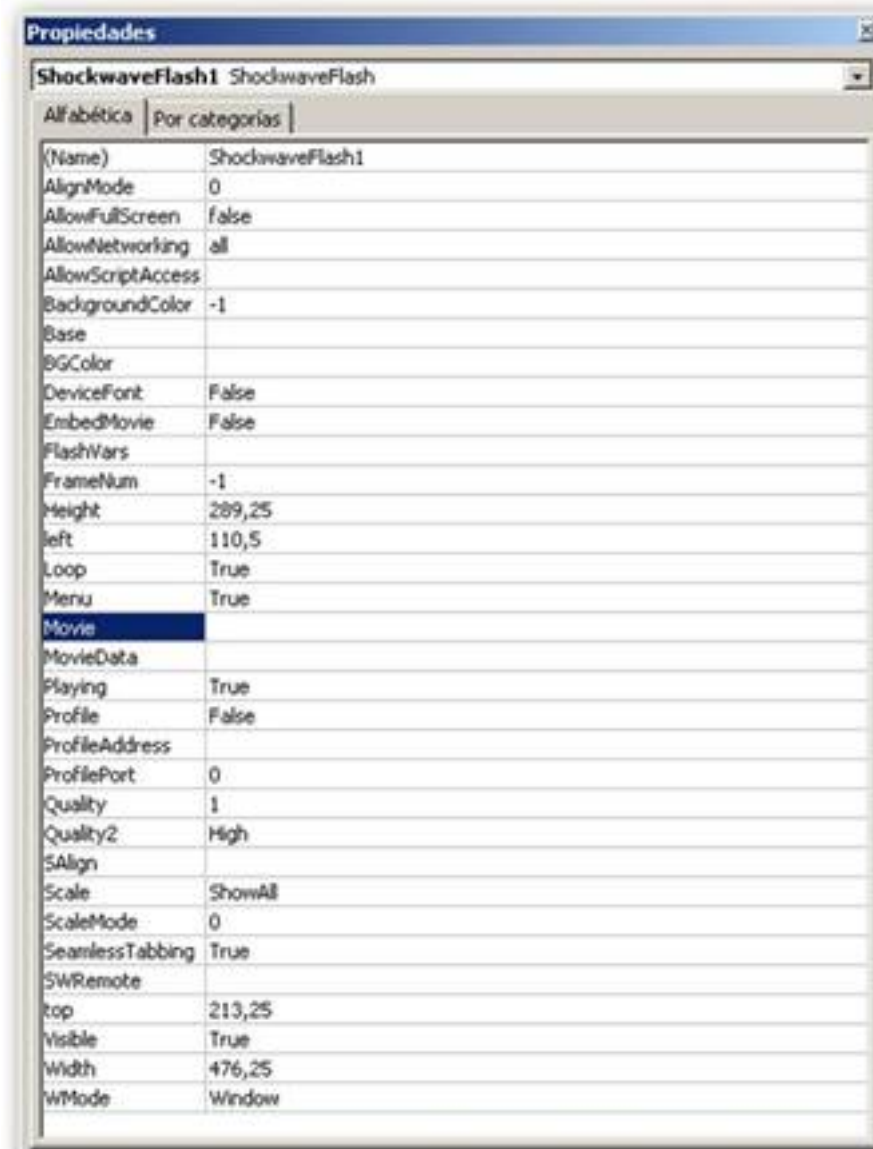 Propiedades
ShockwaveFlash1 ShockwaveFlash
Alfabética Por categorías
(Name) ShockwaveFlash1
AlignMode 0
AllowFullScreen false
AllowNetworking all
AllowScriptAccess
BackgroundColor -1
Base
BGColor
DeviceFont False
EmbedMovie False
FlashVars
FrameNum -1
Height 289,25
left 110,5
Loop True
Menu True
Movie
MovieData
Playing True
Profile False
ProfileAddress
ProfilePort 0
Quality 1
Quality2 High
SAlign
Scale ShowAll
ScaleMode 0
SeamlessTabbing True
SWRemote
top 213,25
Visible True
Width 476,25
WMode Window